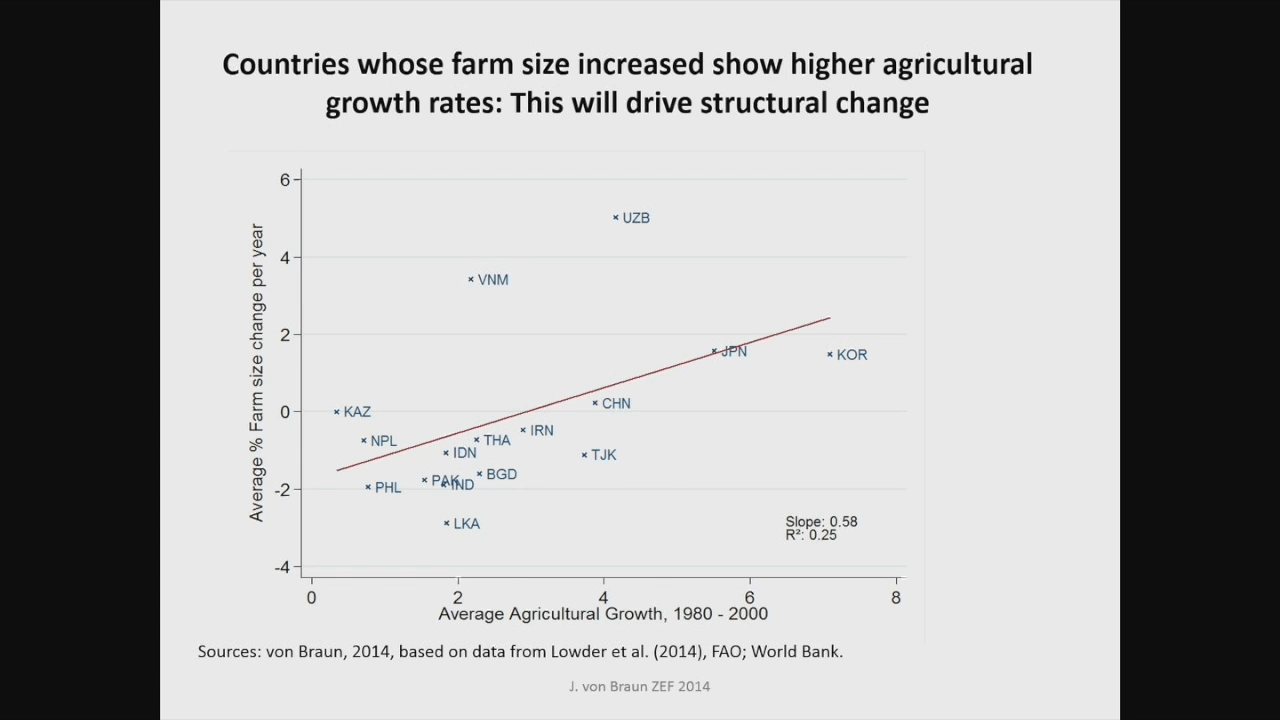 Countries whose farm size increased show higher agricultural
growth rates: This will drive structural change
Average % Farm size change per year
6
4
2
0
-2
-4
UZB
VNM
JPN
KOR
CHN
KAZ
IRN
NPL
THA
IDN
TJK
BGD
PAK
IND
PHL
LKA
Slope: 0.58
R²: 0.25
0 2 4 6 8
Average Agricultural Growth, 1980 - 2000
Sources: von Braun, 2014, based on data from Lowder et al. (2014), FAO; World Bank.
J. von Braun ZEF 2014